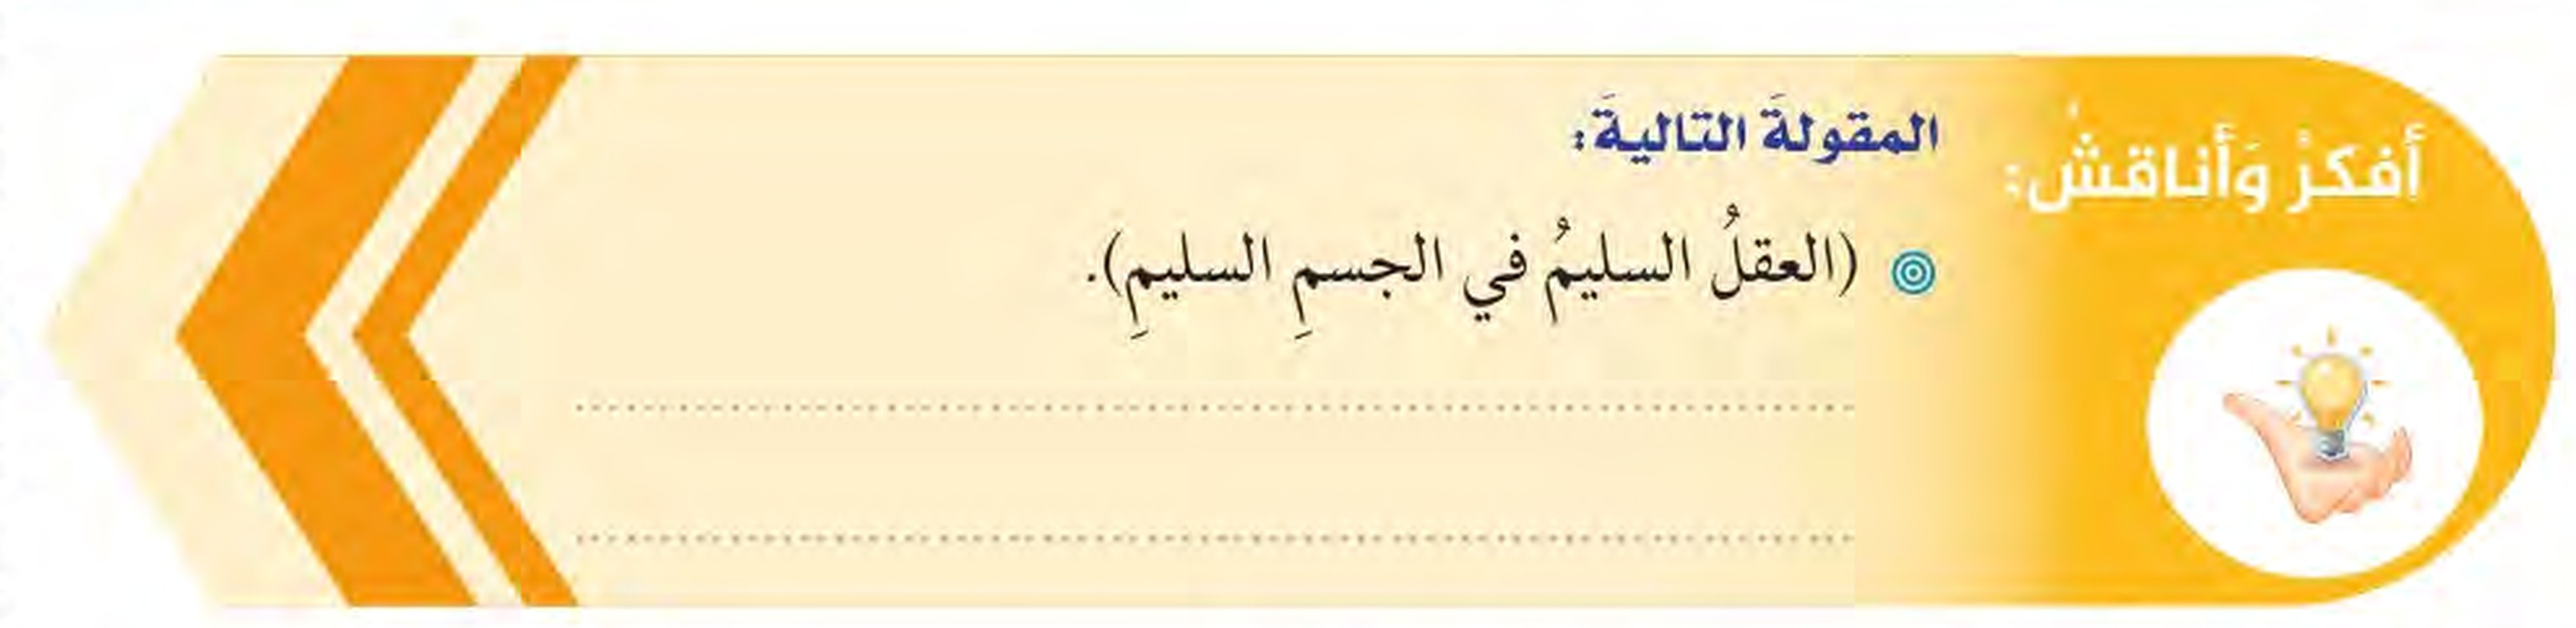 أفكرْ وَأناقشُ:
المقولةَ التاليةَ:
(العقلُ السليمُ في الجسمِ السليمِ).